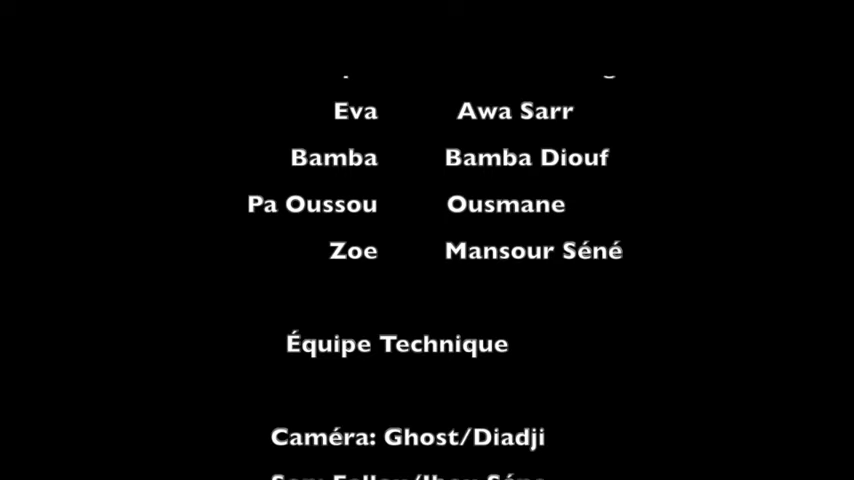 Eva Awa Sarr
Bamba Bamba Diouf
Pa Oussou Ousmane
Zoe Mansour Séné
Équipe Technique
Caméra: Ghost/Diadji